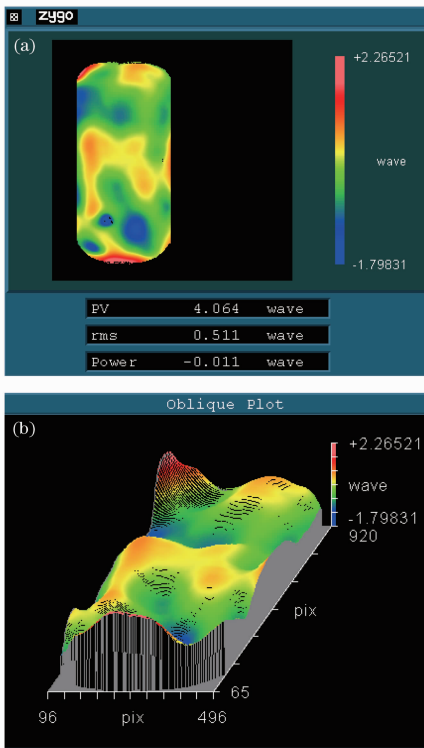 zygo
(a)
+2.26521
wave
-1.79831
PV 4.064 wave
rms 0.511 wave
Power -0.011 wave
Oblique Plot
(b)
+2.26521
wave
-1.79831
920
pix
65
96 pix 496